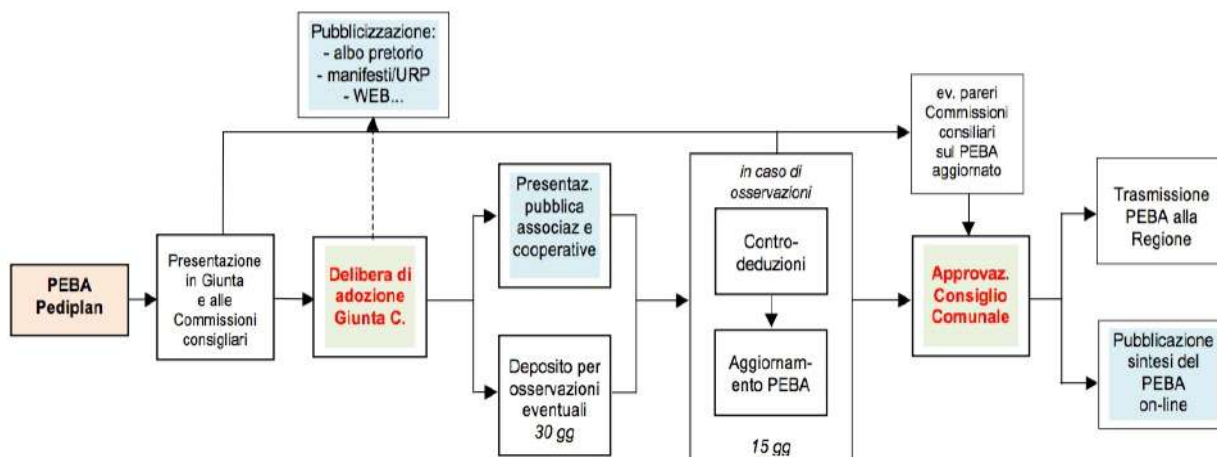 Pubblicizzazione:
- albo pretorio
- manifesti/URP
- WEB...
PEBA
Pediplan
Presentazione
in Giunta
e alle
Commissioni
consigliari
Delibera di
adozione
Giunta C.
Presentaz.
pubblica
associaz e
cooperative
Deposito per
osservazioni
eventuali
30 gg
in caso di
osservazioni
Contro-
deduzioni
Aggiornam-
ento PEBA
15 gg
ev. pareri
Commissioni
consiliari
sul PEBA
aggiornato
Approvaz.
Consiglio
Comunale
Trasmissione
PEBA alla
Regione
Pubblicazione
sintesi del
PEBA
on-line